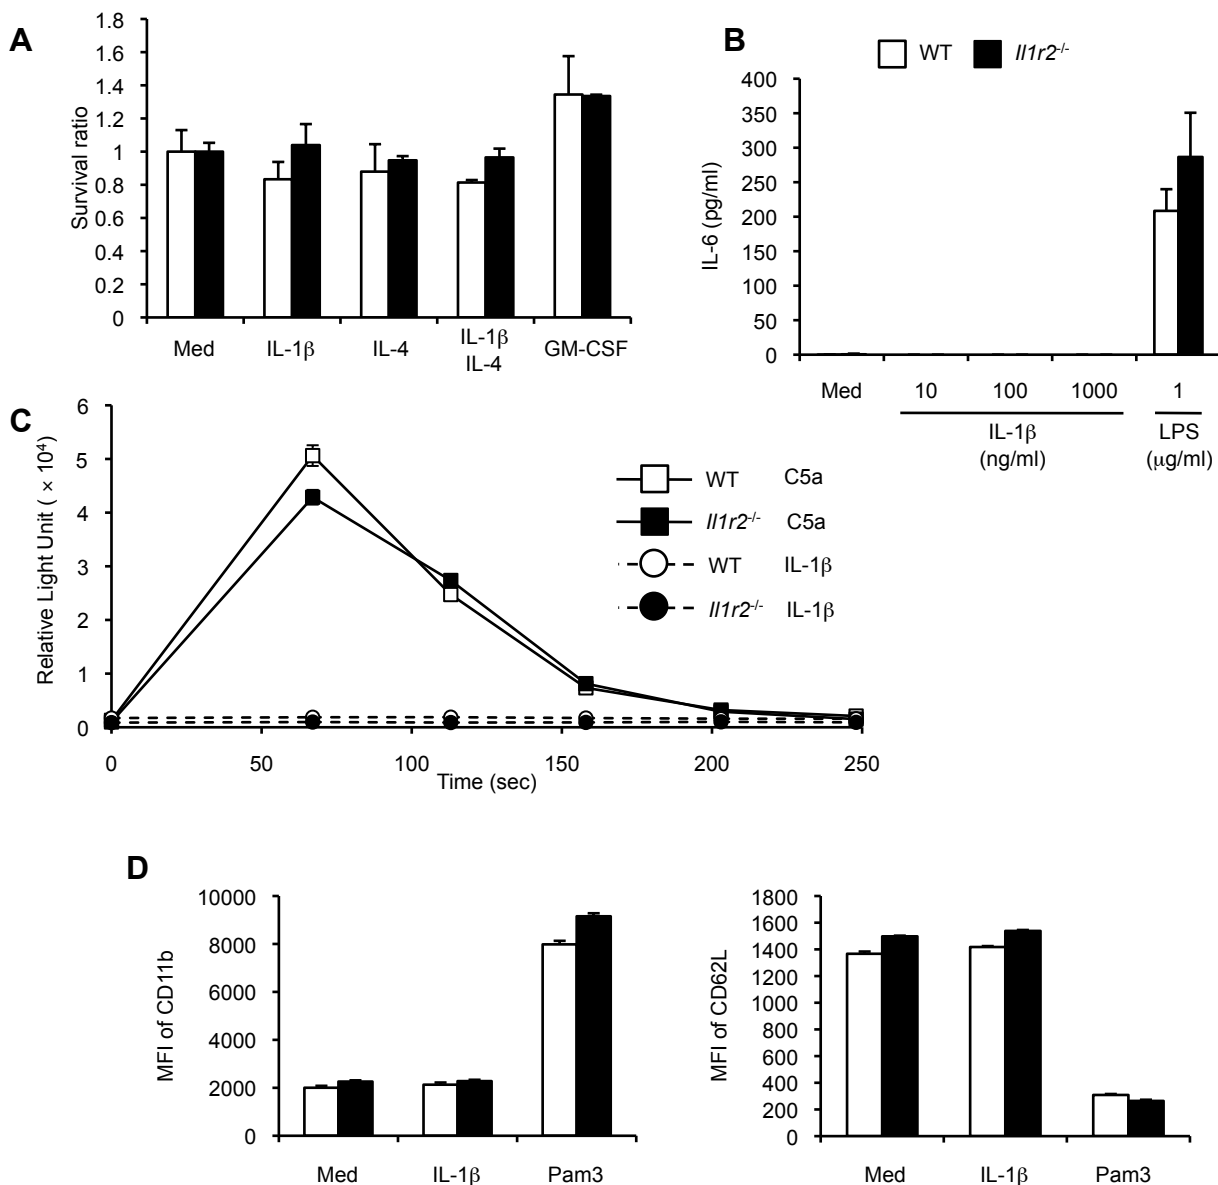 A
1.8
1.6
1.4
1.2
1
0.8
0.6
0.4
0.2
0
Survival ratio
Med
IL-1β
IL-4
IL-1β
IL-4
GM-CSF
B
WT
Il1r2-/-
400
350
300
250
200
150
100
50
0
IL-6 (pg/ml)
Med
10
100
1000
1
IL-1β
(ng/ml)
LPS
(μg/ml)
C
6
5
4
3
2
1
0
Relative Light Unit ( × 10⁴)
0
50
100
150
200
250
Time (sec)
WT C5a
Il1r2-/- C5a
WT IL-1β
Il1r2-/- IL-1β
D
10000
8000
6000
4000
2000
0
MFI of CD11b
Med
IL-1β
Pam3
1800
1600
1400
1200
1000
800
600
400
200
0
MFI of CD62L
Med
IL-1β
Pam3